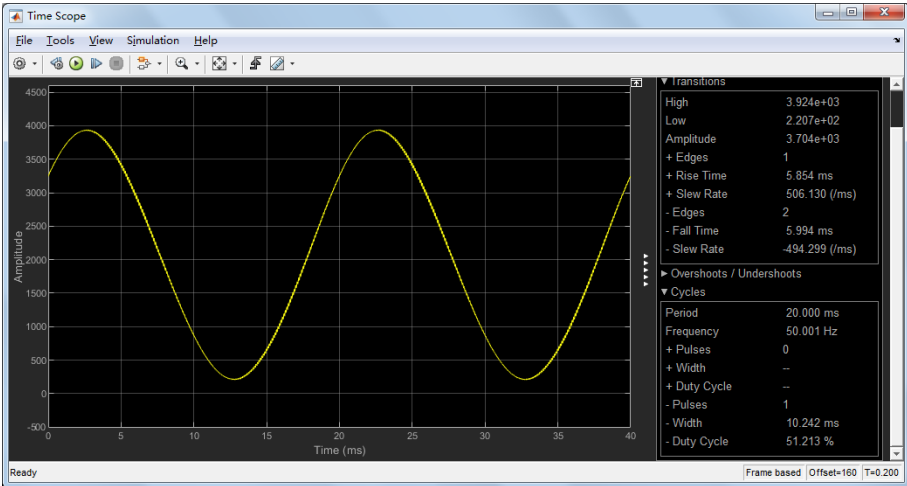 Time Scope
File Tools View Simulation Help
4500
4000
3500
3000
2500
2000
1500
1000
500
0
-500
Amplitude
0 5 10 15 20 25 30 35 40
Time (ms)
▼ Transitions
High 3.924e+03
Low 2.207e+02
Amplitude 3.704e+03
+ Edges 1
+ Rise Time 5.854 ms
+ Slew Rate 506.130 (/ms)
- Edges 2
- Fall Time 5.994 ms
- Slew Rate -494.299 (/ms)
► Overshoots / Undershoots
▼ Cycles
Period 20.000 ms
Frequency 50.001 Hz
+ Pulses 0
+ Width --
+ Duty Cycle --
- Pulses 1
- Width 10.242 ms
- Duty Cycle 51.213 %
Ready Frame based Offset=160 T=0.200